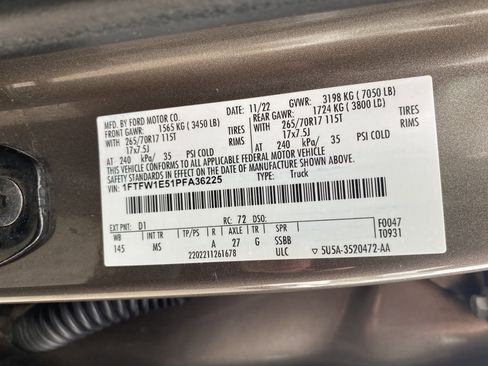 MFD. BY FORD MOTOR CO.
DATE: 11/22 GVWR: 3198 KG (7050 LB)
FRONT GAWR: 1565 KG (3450 LB) REAR GAWR: 1724 KG (3800 LD)
265/70R17 115T TIRES 265/70R17 115T TIRES
17x7.5J RIMS 17x7.5J RIMS
AT 240 kPa/ 35 PSI COLD AT 240 kPa/ 35 PSI COLD
THIS VEHICLE CONFORMS TO ALL APPLICABLE FEDERAL MOTOR VEHICLE
SAFETY STANDARDS IN EFFECT ON THE DATE OF MANUFACTURE SHOWN ABOVE.
VIN: 1FTFW1E51PFA36225 TYPE: Truck
EXT PNT: D1 RC: 72 DSO: F0047
WB INT TR TP/PS R AXLE TR SPR T0931
145 MS A 27 G SSBB
2202211261678 ULC 5U5A-3520472-AA